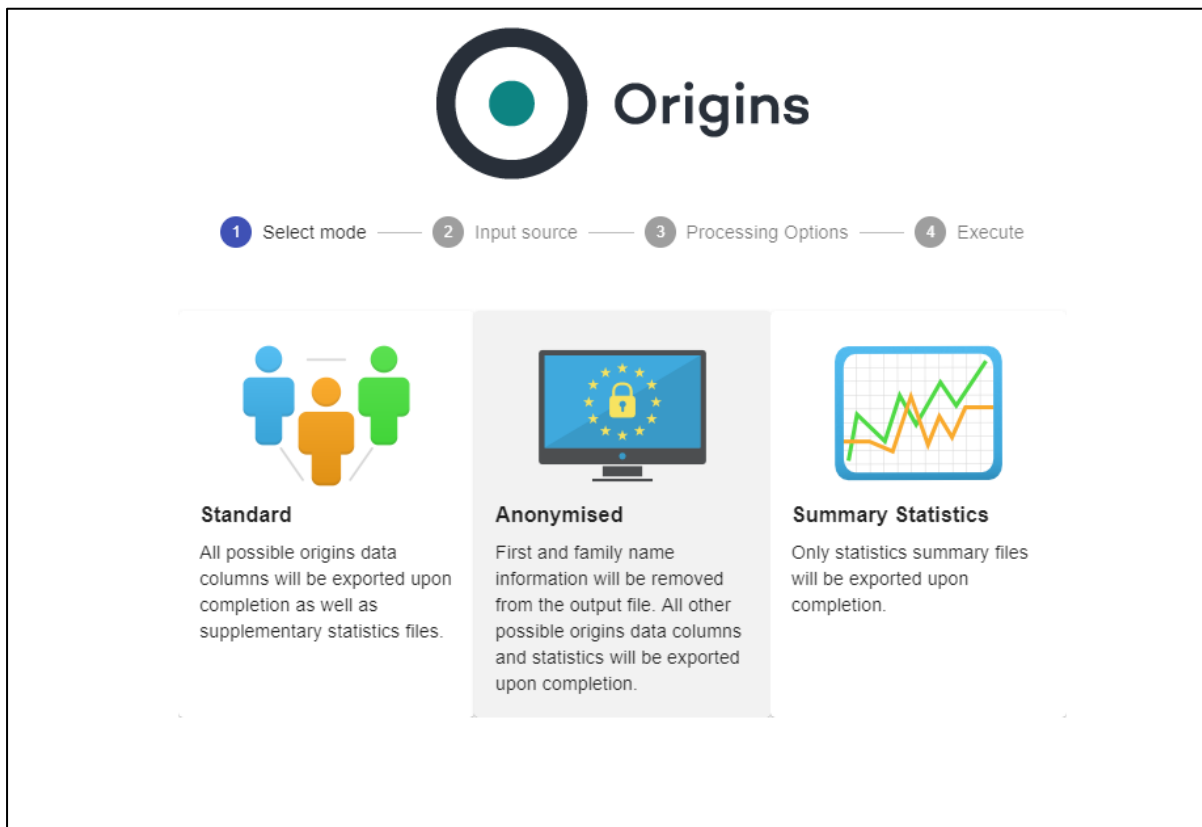 Origins
1 Select mode 2 Input source 3 Processing Options 4 Execute
Standard
All possible origins data
columns will be exported upon
completion as well as
supplementary statistics files.
Anonymised
First and family name
information will be removed
from the output file. All other
possible origins data columns
and statistics will be exported
upon completion.
Summary Statistics
Only statistics summary files
will be exported upon
completion.